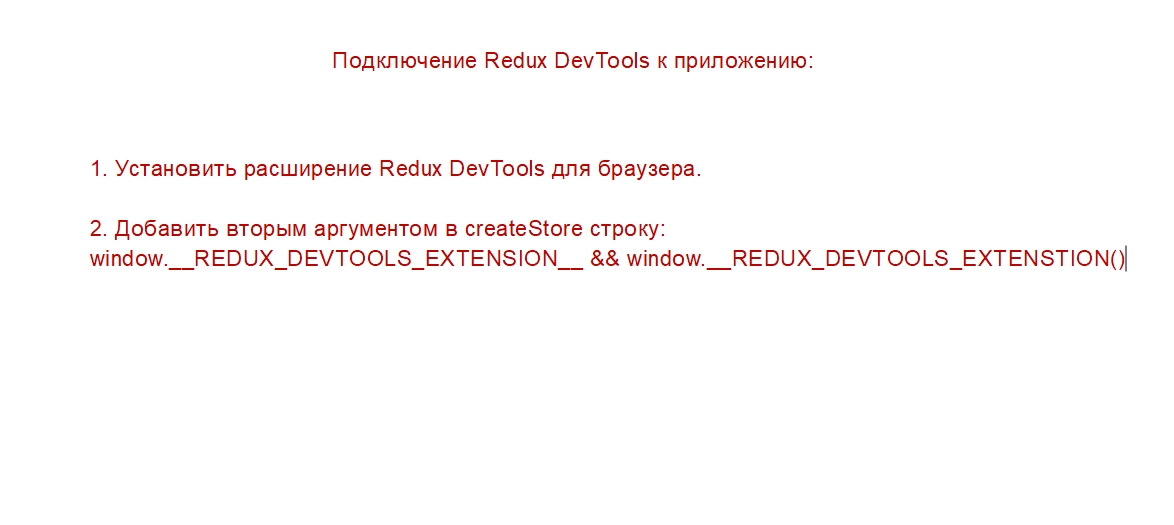 Подключение Redux DevTools к приложению:
1. Установить расширение Redux DevTools для браузера.
2. Добавить вторым аргументом в createStore строку:
window.__REDUX_DEVTOOLS_EXTENSION__ && window.__REDUX_DEVTOOLS_EXTENSTION()